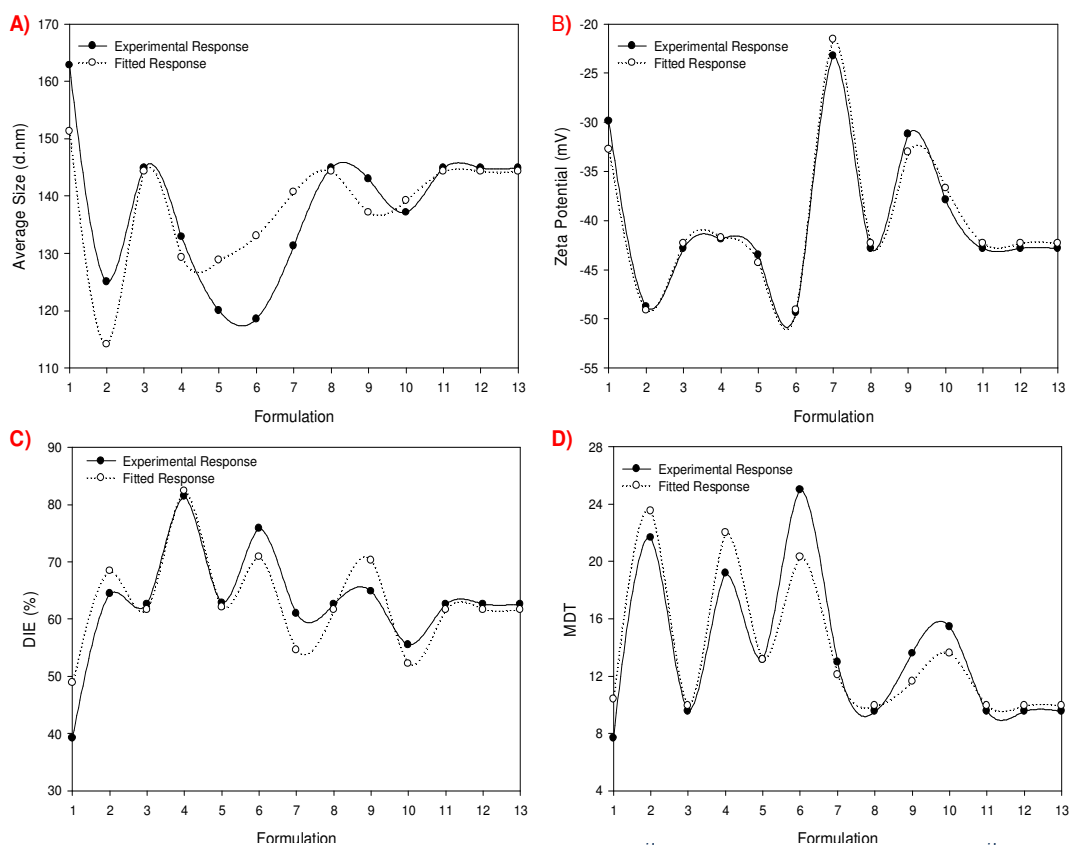 A)
170
160
150
140
130
120
110
Average Size (d.nm)
Experimental Response
Fitted Response
1 2 3 4 5 6 7 8 9 10 11 12 13
Formulation
B)
-20
-25
-30
-35
-40
-45
-50
-55
Zeta Potential (mV)
Experimental Response
Fitted Response
1 2 3 4 5 6 7 8 9 10 11 12 13
Formulation
C)
90
80
70
60
50
40
30
DIE (%)
Experimental Response
Fitted Response
1 2 3 4 5 6 7 8 9 10 11 12 13
Formulation
D)
28
24
20
16
12
8
4
MDT
Experimental Response
Fitted Response
1 2 3 4 5 6 7 8 9 10 11 12 13
Formulation